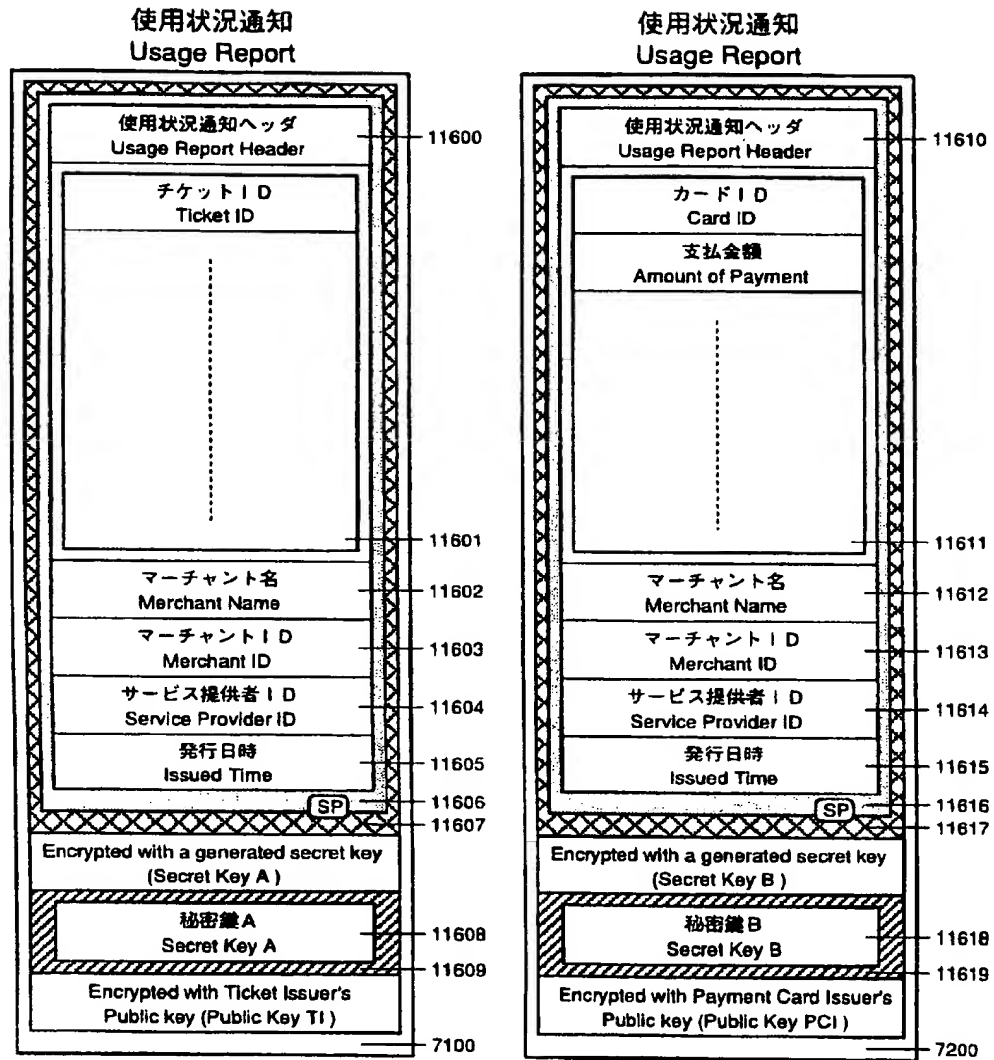 使用状況通知
Usage Report
使用状況通知ヘッダ
Usage Report Header
11600
チケットID
Ticket ID
11601
マーチャント名
Merchant Name
11602
マーチャントID
Merchant ID
11603
サービス提供者ID
Service Provider ID
11604
発行日時
Issued Time
11605
SP
11606
11607
Encrypted with a generated secret key
(Secret Key A )
秘密鍵A
Secret Key A
11608
11609
Encrypted with Ticket Issuer's
Public key (Public Key TI )
7100
使用状況通知
Usage Report
使用状況通知ヘッダ
Usage Report Header
11610
カードID
Card ID
支払金額
Amount of Payment
11611
マーチャント名
Merchant Name
11612
マーチャントID
Merchant ID
11613
サービス提供者ID
Service Provider ID
11614
発行日時
Issued Time
11615
SP
11616
11617
Encrypted with a generated secret key
(Secret Key B )
秘密鍵B
Secret Key B
11618
11619
Encrypted with Payment Card Issuer's
Public key (Public Key PCI )
7200